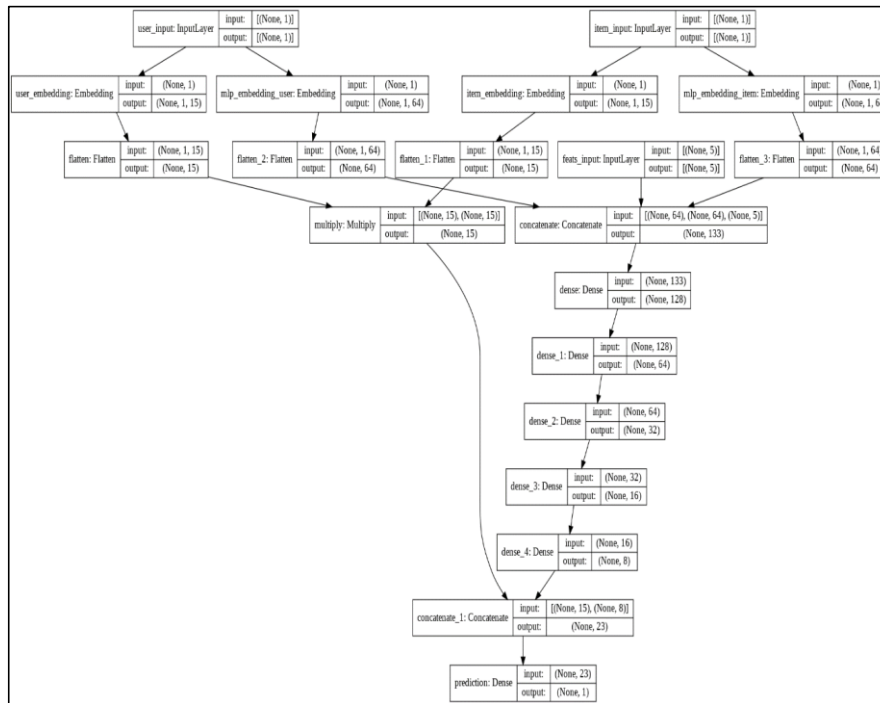 user_input: InputLayer input: [(None, 1)]
output: [(None, 1)]
item_input: InputLayer input: [(None, 1)]
output: [(None, 1)]
user_embedding: Embedding input: (None, 1)
output: (None, 1, 15)
mlp_embedding_user: Embedding input: (None, 1)
output: (None, 1, 64)
item_embedding: Embedding input: (None, 1)
output: (None, 1, 15)
mlp_embedding_item: Embedding input: (None, 1)
output: (None, 1, 6
flatten: Flatten input: (None, 1, 15)
output: (None, 15)
flatten_2: Flatten input: (None, 1, 64)
output: (None, 64)
flatten_1: Flatten input: (None, 1, 15)
output: (None, 15)
feats_input: InputLayer input: [(None, 5)]
output: [(None, 5)]
flatten_3: Flatten input: (None, 1, 64)
output: (None, 64)
multiply: Multiply input: [(None, 15), (None, 15)]
output: (None, 15)
concatenate: Concatenate input: [(None, 64), (None, 64), (None, 5)]
output: (None, 133)
dense: Dense input: (None, 133)
output: (None, 128)
dense_1: Dense input: (None, 128)
output: (None, 64)
dense_2: Dense input: (None, 64)
output: (None, 32)
dense_3: Dense input: (None, 32)
output: (None, 16)
dense_4: Dense input: (None, 16)
output: (None, 8)
concatenate_1: Concatenate input: [(None, 15), (None, 8)]
output: (None, 23)
prediction: Dense input: (None, 23)
output: (None, 1)